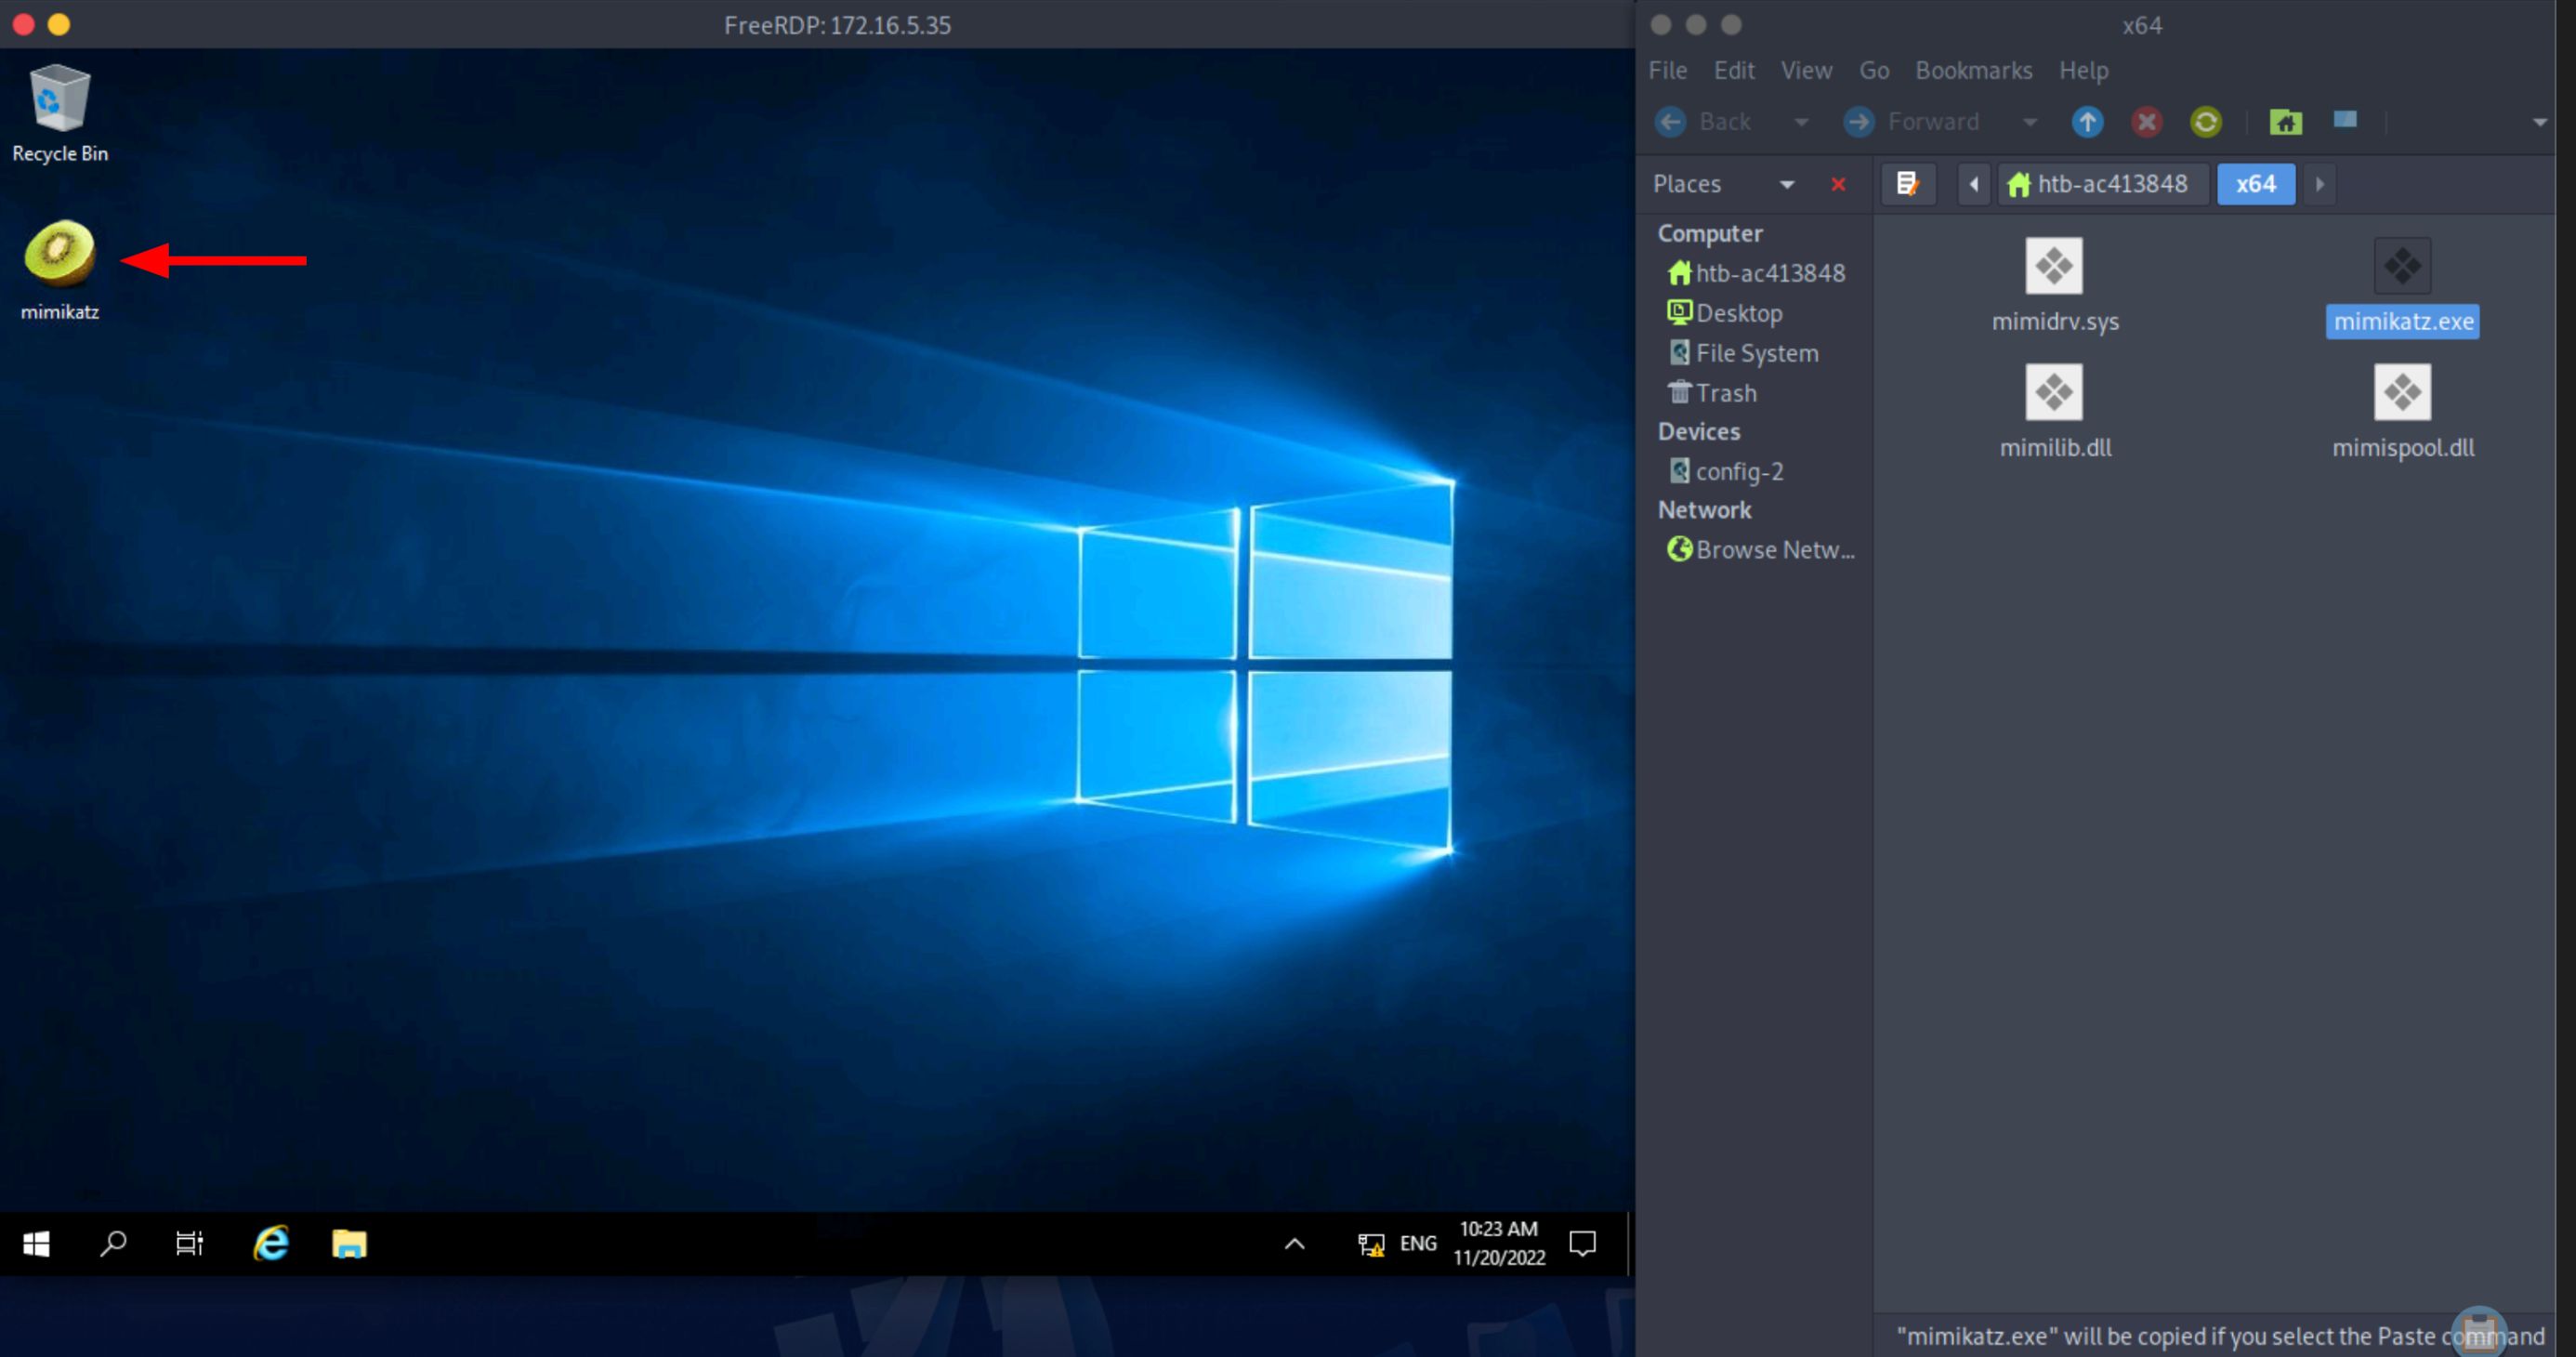 FreeRDP: 172.16.5.35
Recycle Bin
mimikatz
ENG
10:23 AM
11/20/2022
x64
File Edit View Go Bookmarks Help
Back Forward
Places
htb-ac413848 x64
Computer
htb-ac413848
Desktop
File System
Trash
Devices
config-2
Network
Browse Netw...
mimidrv.sys mimikatz.exe
mimilib.dll mimispool.dll
"mimikatz.exe" will be copied if you select the Paste command